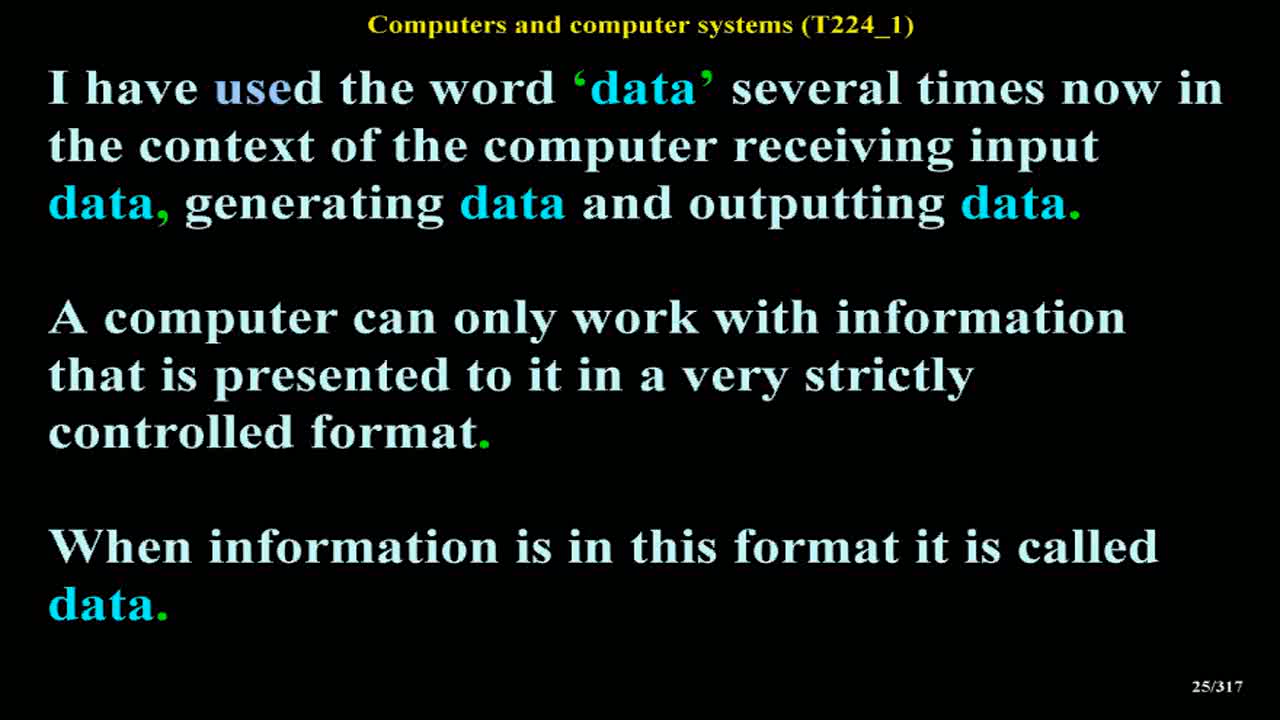 Computers and computer systems (T224_1)
I have used the word ‘data’ several times now in
the context of the computer receiving input
data, generating data and outputting data.
A computer can only work with information
that is presented to it in a very strictly
controlled format.
When information is in this format it is called
data.
25/317